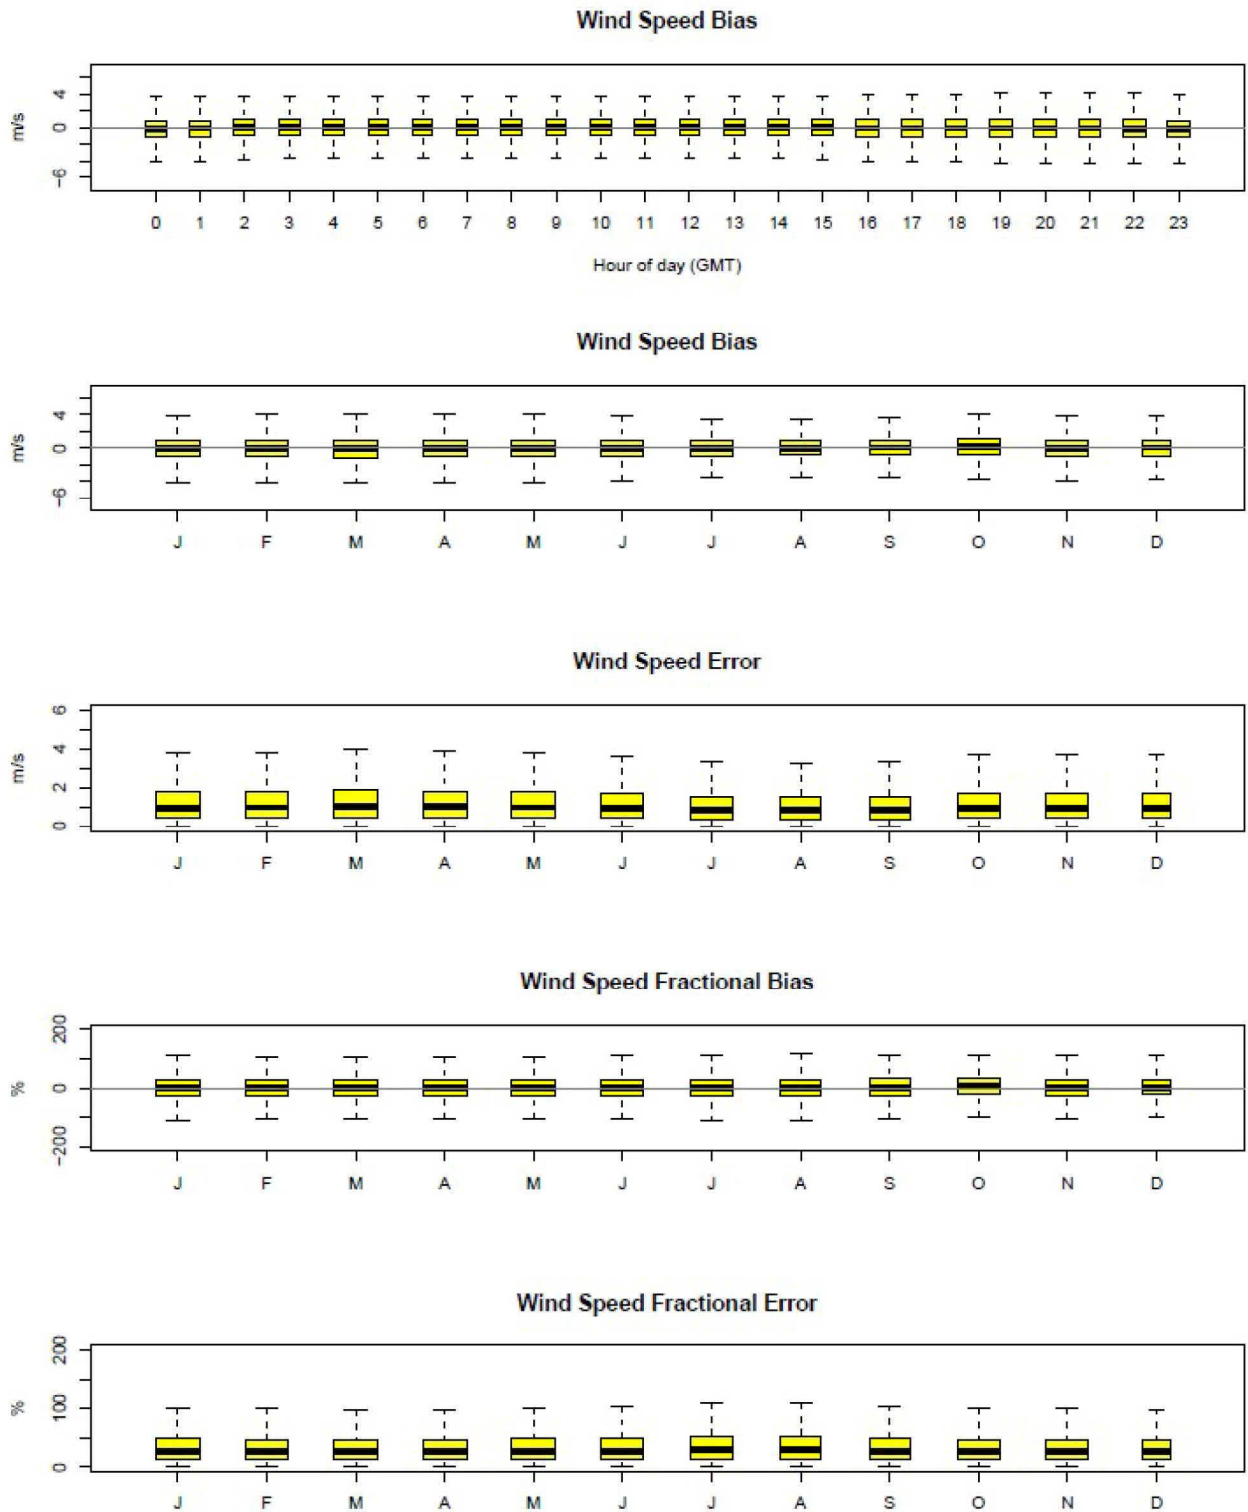 Wind Speed Bias
m/s
4
0
-6
0 1 2 3 4 5 6 7 8 9 10 11 12 13 14 15 16 17 18 19 20 21 22 23
Hour of day (GMT)
Wind Speed Bias
m/s
4
0
-6
J F M A M J J A S O N D
Wind Speed Error
m/s
6
4
2
0
J F M A M J J A S O N D
Wind Speed Fractional Bias
%
200
0
-200
J F M A M J J A S O N D
Wind Speed Fractional Error
%
200
100
0
J F M A M J J A S O N D